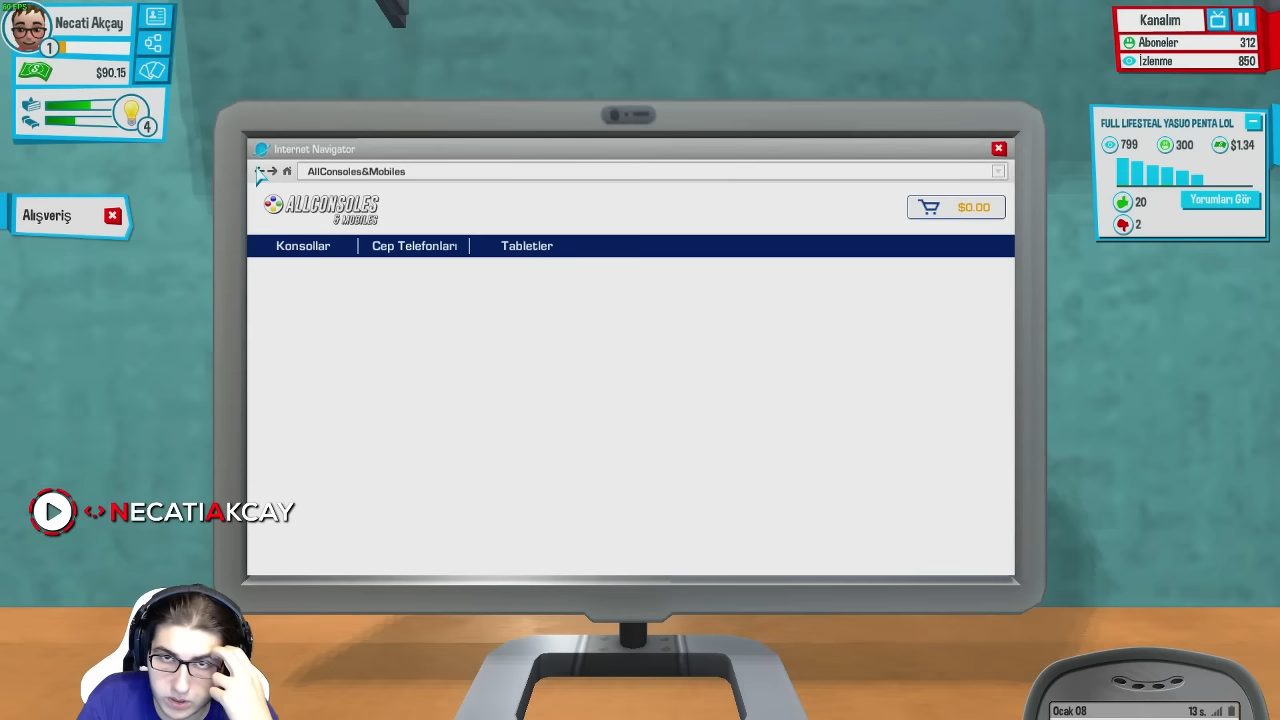 60 FPS
Necati Akçay
1
$90.15
4
Alışveriş
Kanalım
Aboneler 312
İzlenme 850
FULL LIFESTEAL YASUO PENTA LOL
799 300 $1.34
20
2
Yorumları Gör
Internet Navigator
AllConsoles&Mobiles
ALLCONSOLES
& MOBILES
$0.00
Konsollar Cep Telefonları Tabletler
NECATIAKCAY
Ocak 08 13 s.